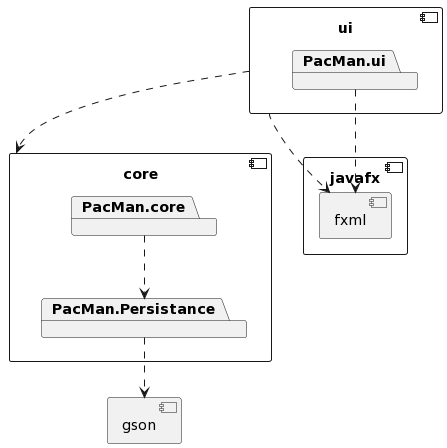 ui
PacMan.ui
core
javafx
PacMan.core
fxml
PacMan.Persistance
gson